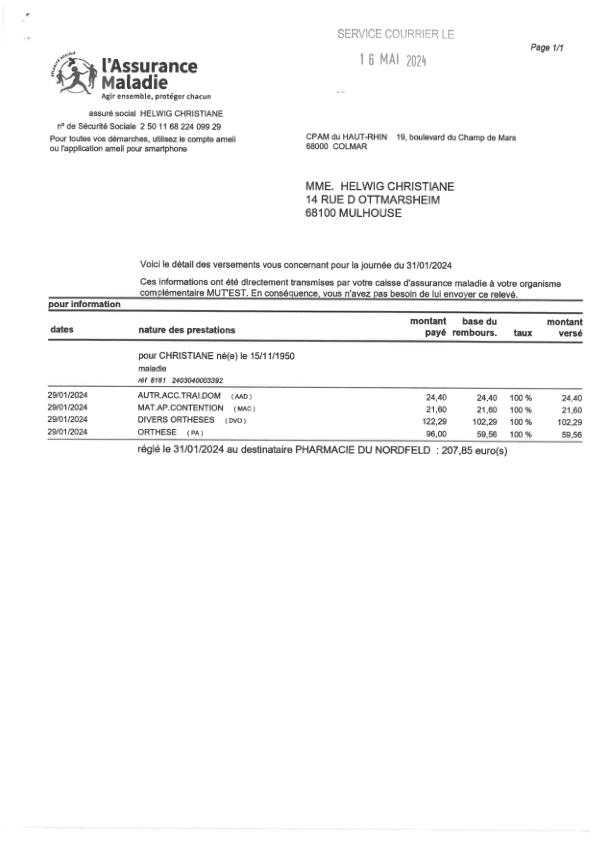 SERVICE COURRIER LE
16 MAI 2024
Page 1/1
SÉCURITÉ SOCIALE
l'Assurance
Maladie
Agir ensemble, protéger chacun
assuré social HELWIG CHRISTIANE
n° de Sécurité Sociale 2 50 11 68 224 099 29
Pour toutes vos démarches, utilisez le compte ameli
ou l'application ameli pour smartphone
CPAM du HAUT-RHIN 19, boulevard du Champ de Mars
68000 COLMAR
MME. HELWIG CHRISTIANE
14 RUE D OTTMARSHEIM
68100 MULHOUSE
Voici le détail des versements vous concernant pour la journée du 31/01/2024
Ces informations ont été directement transmises par votre caisse d'assurance maladie à votre organisme
complémentaire MUT'EST. En conséquence, vous n'avez pas besoin de lui envoyer ce relevé.
pour information
dates nature des prestations montant payé base du rembours. taux montant versé
pour CHRISTIANE né(e) le 15/11/1950
maladie
réf 8181 2403040003392
29/01/2024 AUTR.ACC.TRAI.DOM (AAD) 24,40 24,40 100 % 24,40
29/01/2024 MAT.AP.CONTENTION (MAC) 21,60 21,60 100 % 21,60
29/01/2024 DIVERS ORTHESES (DVO) 122,29 102,29 100 % 102,29
29/01/2024 ORTHESE (PA) 96,00 59,56 100 % 59,56
réglé le 31/01/2024 au destinataire PHARMACIE DU NORDFELD : 207,85 euro(s)